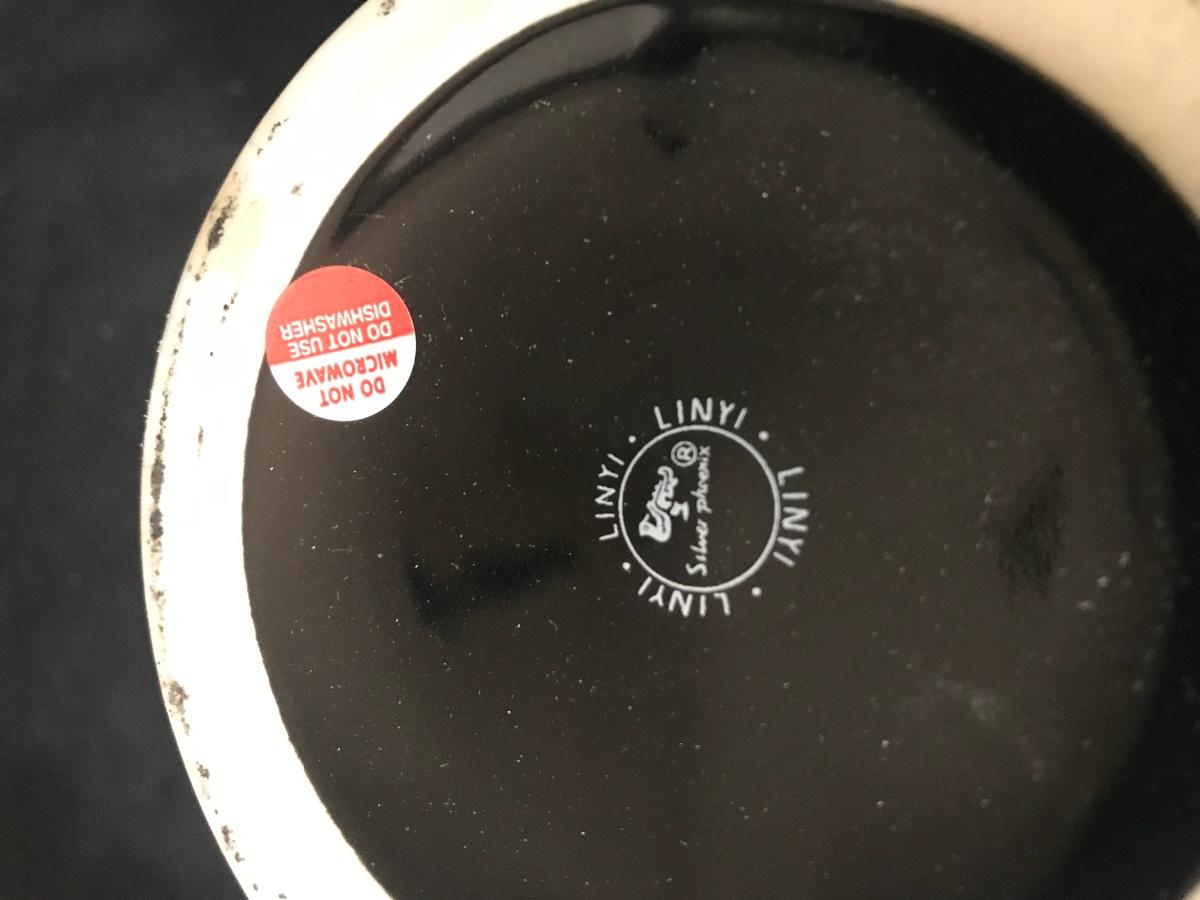 DO NOT
MICROWAVE
DO NOT USE
DISHWASHER
LINYI • LINYI • LINYI • LINYI •
®
Silver phoenix